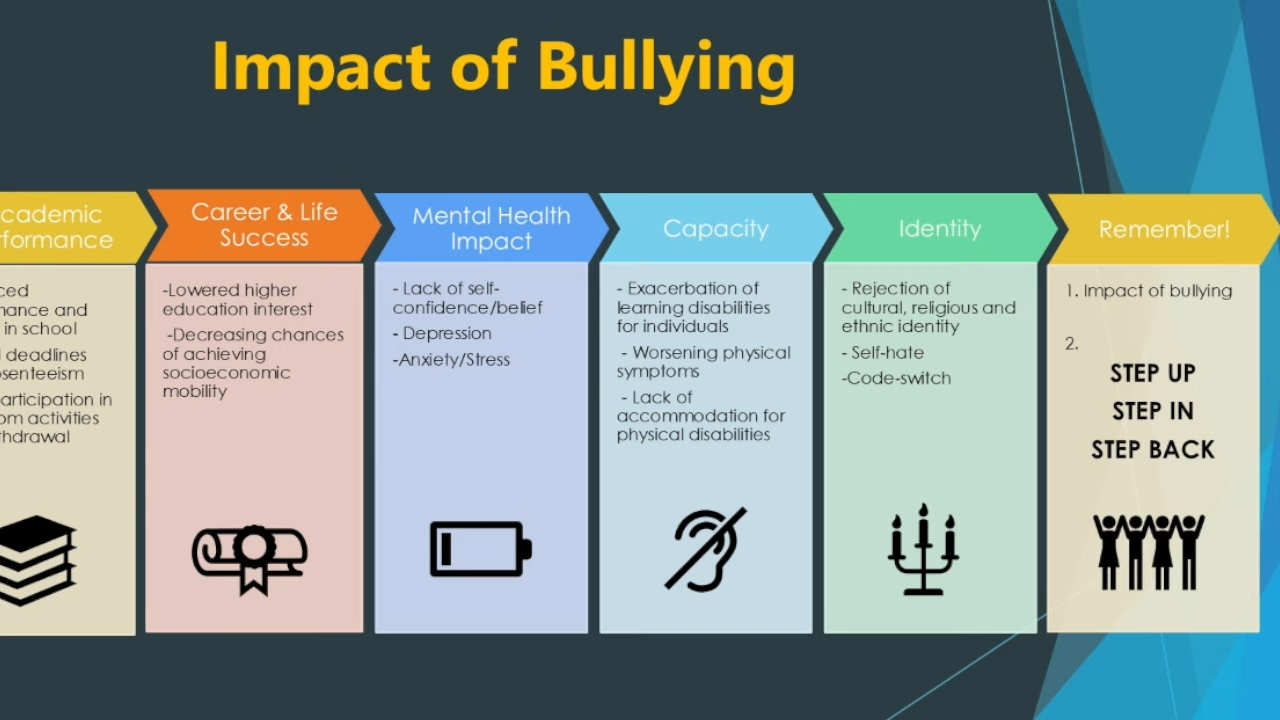 Impact of Bullying
cademic
formance
ced
nance and
in school
deadlines
senteeism
articipation in
om activities
thdrawal
Career & Life
Success
-Lowered higher
education interest
-Decreasing chances
of achieving
socioeconomic
mobility
Mental Health
Impact
- Lack of self-
confidence/belief
- Depression
-Anxiety/Stress
Capacity
- Exacerbation of
learning disabilities
for individuals
- Worsening physical
symptoms
- Lack of
accommodation for
physical disabilities
Identity
- Rejection of
cultural, religious and
ethnic identity
- Self-hate
-Code-switch
Remember!
1. Impact of bullying
2.
STEP UP
STEP IN
STEP BACK